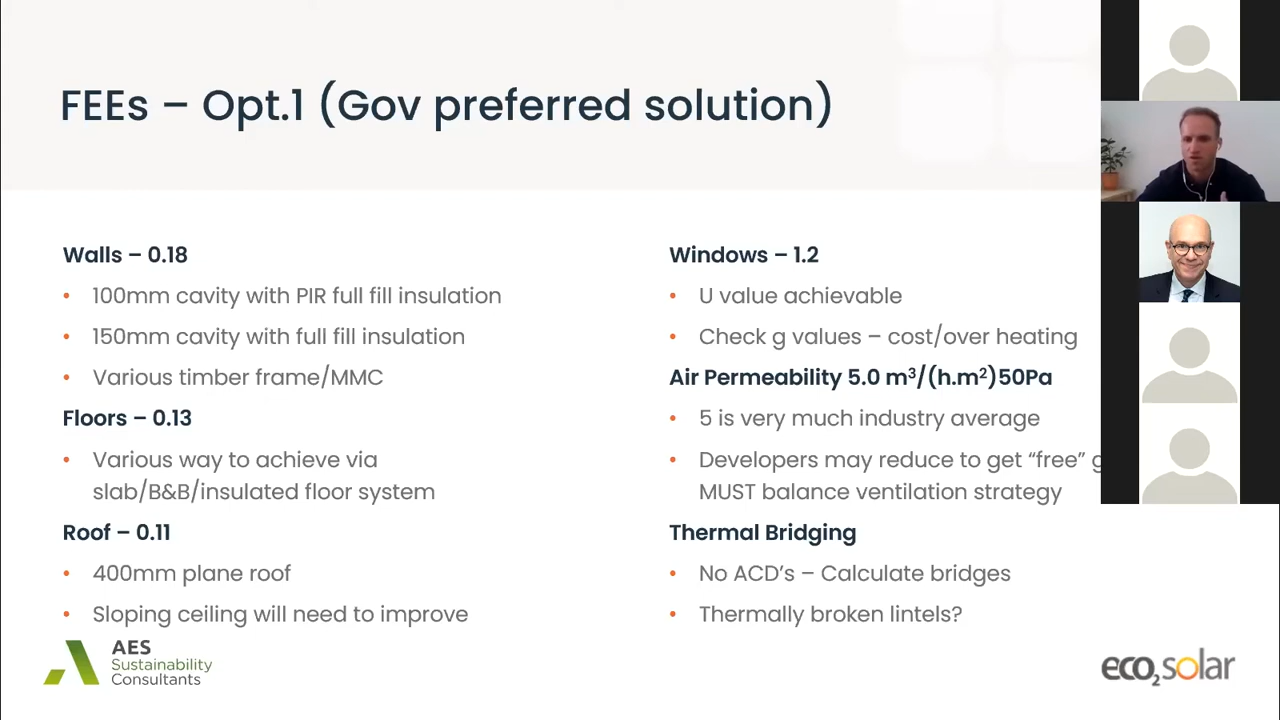 FEEs – Opt.1 (Gov preferred solution)
Walls – 0.18
• 100mm cavity with PIR full fill insulation
• 150mm cavity with full fill insulation
• Various timber frame/MMC
Floors – 0.13
• Various way to achieve via
slab/B&B/insulated floor system
Roof – 0.11
• 400mm plane roof
• Sloping ceiling will need to improve
Windows – 1.2
• U value achievable
• Check g values – cost/over heating
Air Permeability 5.0 m³/(h.m²)50Pa
• 5 is very much industry average
• Developers may reduce to get “free”
MUST balance ventilation strategy
Thermal Bridging
• No ACD’s – Calculate bridges
• Thermally broken lintels?
AES
Sustainability
Consultants
eco₂solar